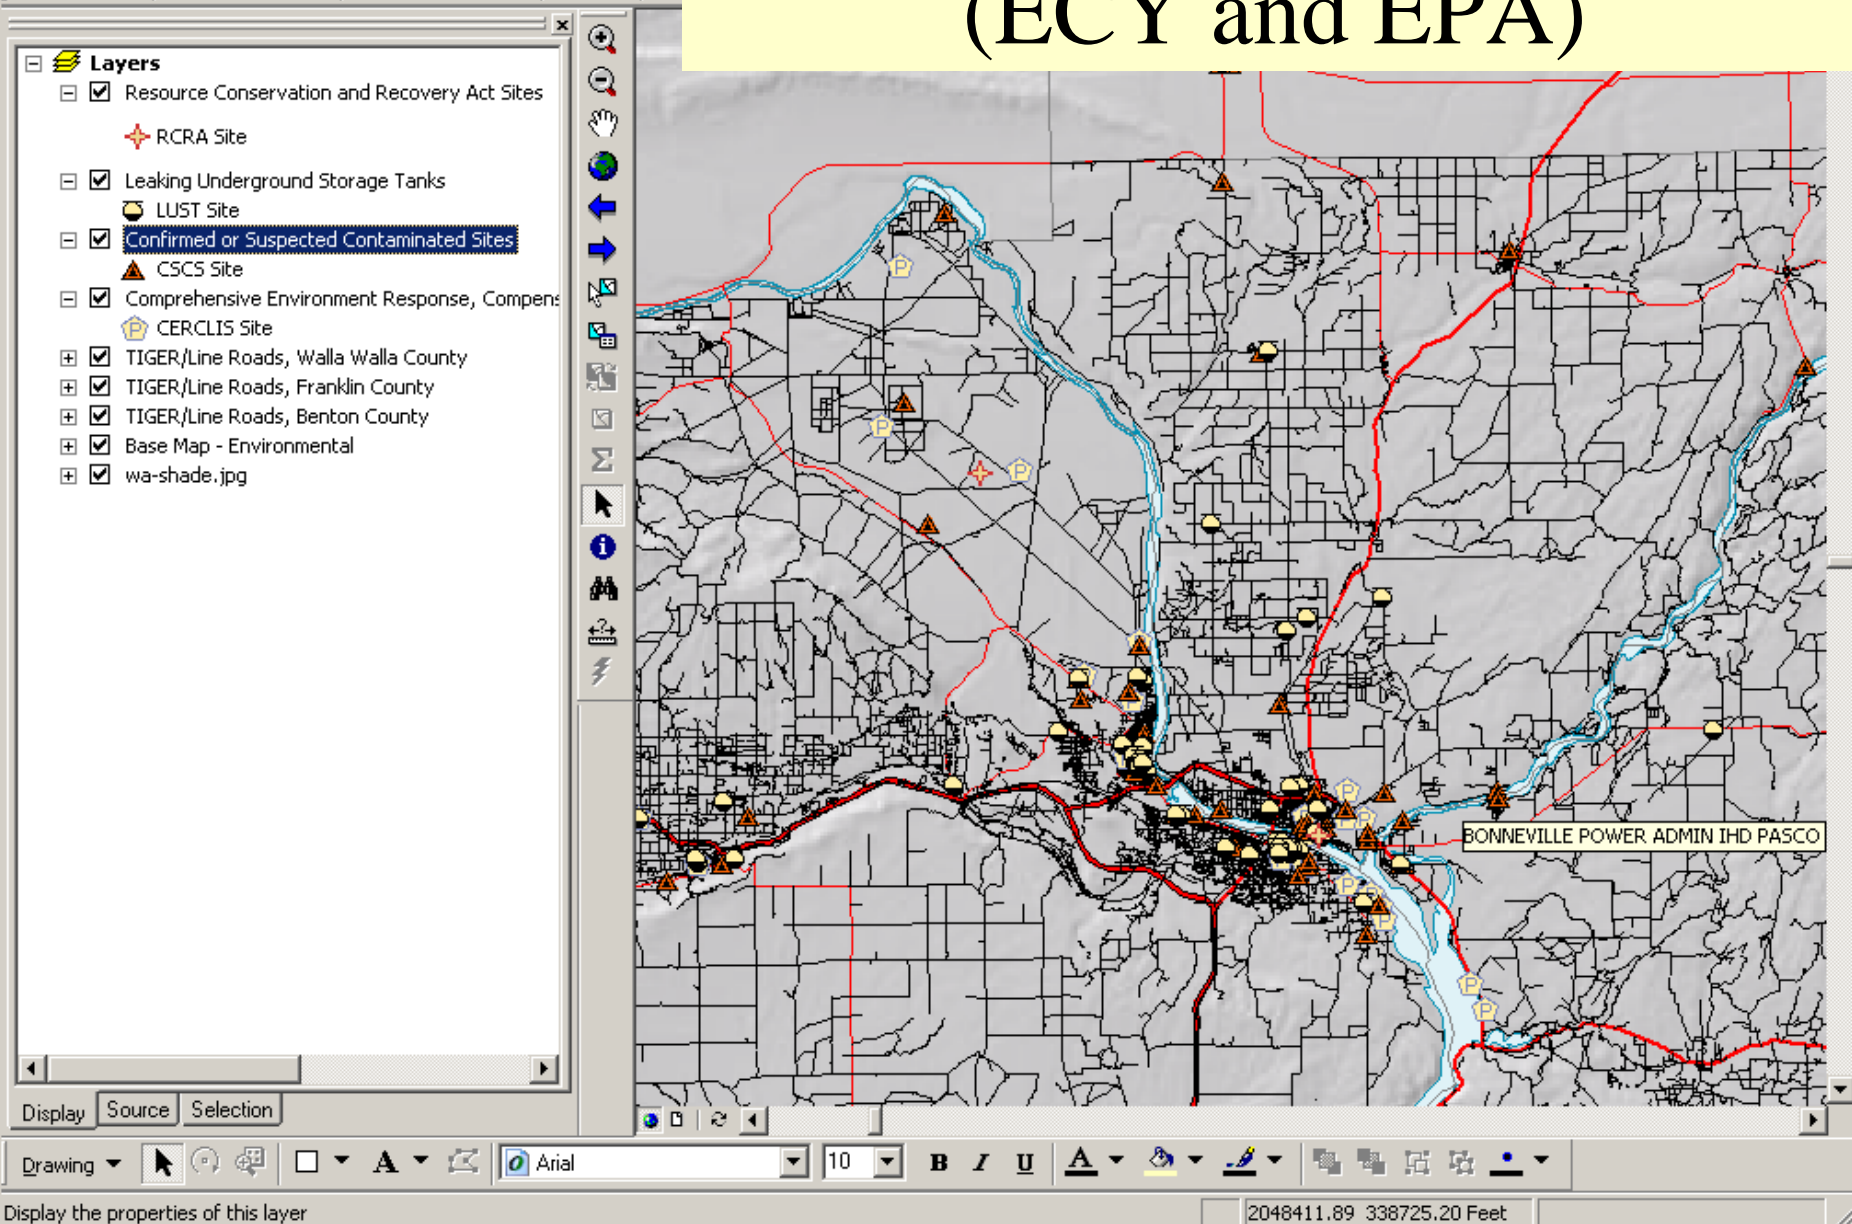 (ECY and EPA)
Layers
Resource Conservation and Recovery Act Sites
RCRA Site
Leaking Underground Storage Tanks
LUST Site
Confirmed or Suspected Contaminated Sites
CSCS Site
Comprehensive Environment Response, Compens
P CERCLIS Site
TIGER/Line Roads, Walla Walla County
TIGER/Line Roads, Franklin County
TIGER/Line Roads, Benton County
Base Map - Environmental
wa-shade.jpg
BONNEVILLE POWER ADMIN IHD PASCO
Display Source Selection
Drawing A Arial 10 B I U A
Display the properties of this layer
2048411.89 338725.20 Feet